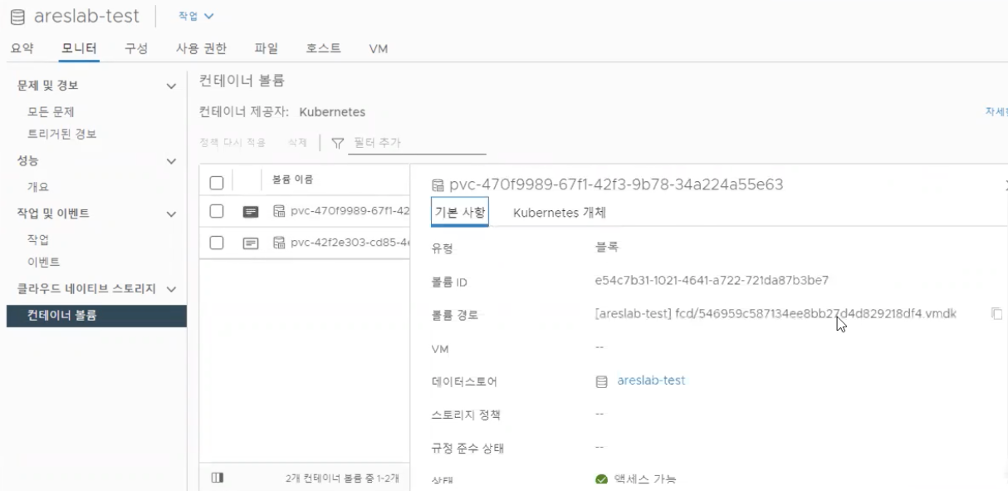 areslab-test 작업
요약 모니터 구성 사용 권한 파일 호스트 VM
문제 및 경보
모든 문제
트리거된 경보
성능
개요
작업 및 이벤트
작업
이벤트
클라우드 네이티브 스토리지
컨테이너 볼륨
컨테이너 볼륨
컨테이너 제공자: Kubernetes
자세한
정책 다시 적용 삭제 필터 추가
볼륨 이름
pvc-470f9989-67f1-42
pvc-42f2e303-cd85-4e
2개 컨테이너 볼륨 중 1-2개
pvc-470f9989-67f1-42f3-9b78-34a224a55e63
기본 사항 Kubernetes 개체
유형 블록
볼륨 ID e54c7b31-1021-4641-a722-721da87b3be7
볼륨 경로 [areslab-test] fcd/546959c587134ee8bb27d4d829218df4.vmdk
VM --
데이터스토어 areslab-test
스토리지 정책 --
규정 준수 상태 --
상태 액세스 가능